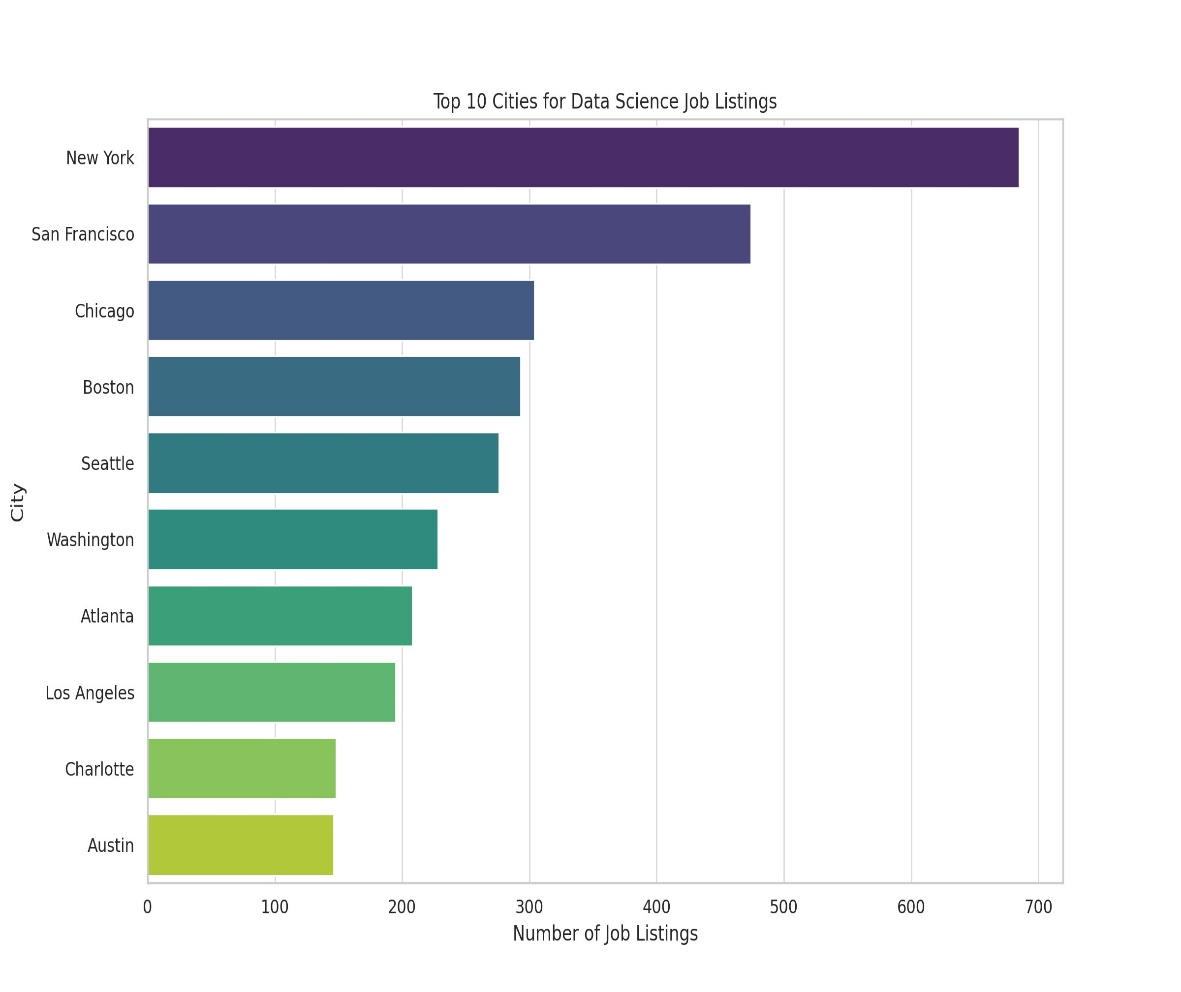 Top 10 Cities for Data Science Job Listings
New York
San Francisco
Chicago
Boston
Seattle
Washington
Atlanta
Los Angeles
Charlotte
Austin
City
0 100 200 300 400 500 600 700
Number of Job Listings